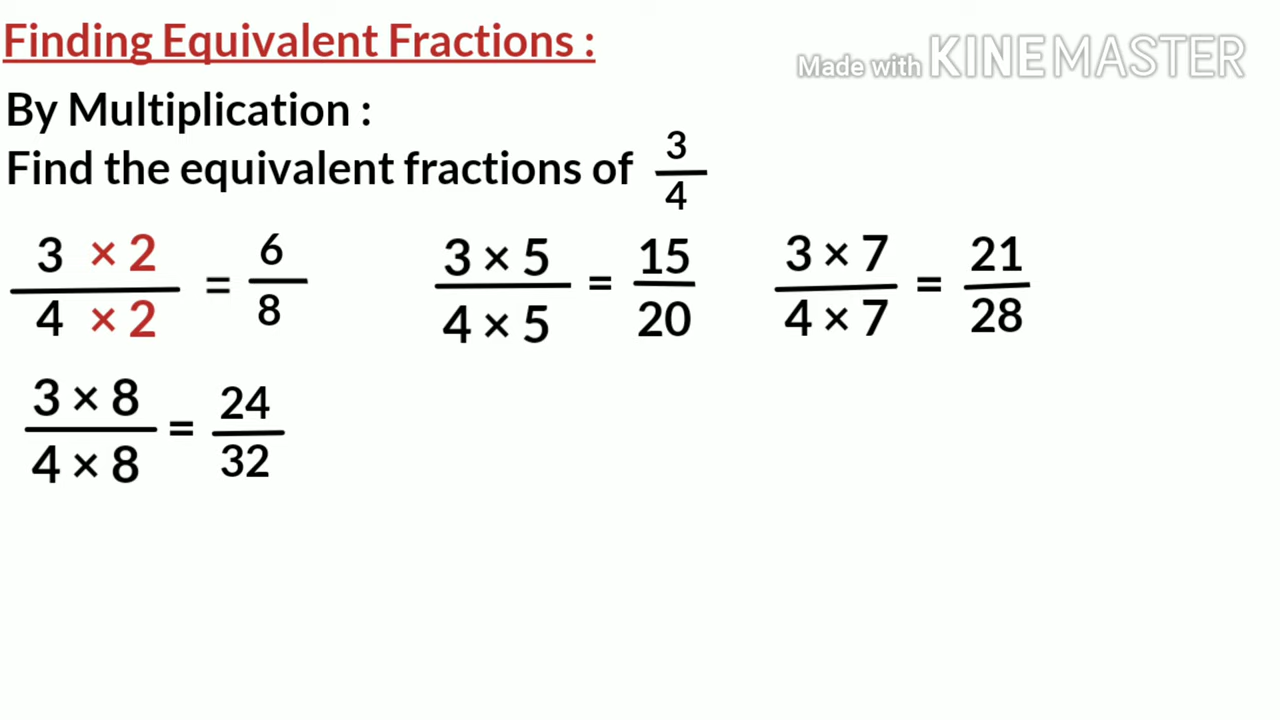 Finding Equivalent Fractions :
Made with KINEMASTER
By Multiplication :
Find the equivalent fractions of 3/4
3 × 2 / 4 × 2 = 6/8
3 × 5 / 4 × 5 = 15/20
3 × 7 / 4 × 7 = 21/28
3 × 8 / 4 × 8 = 24/32